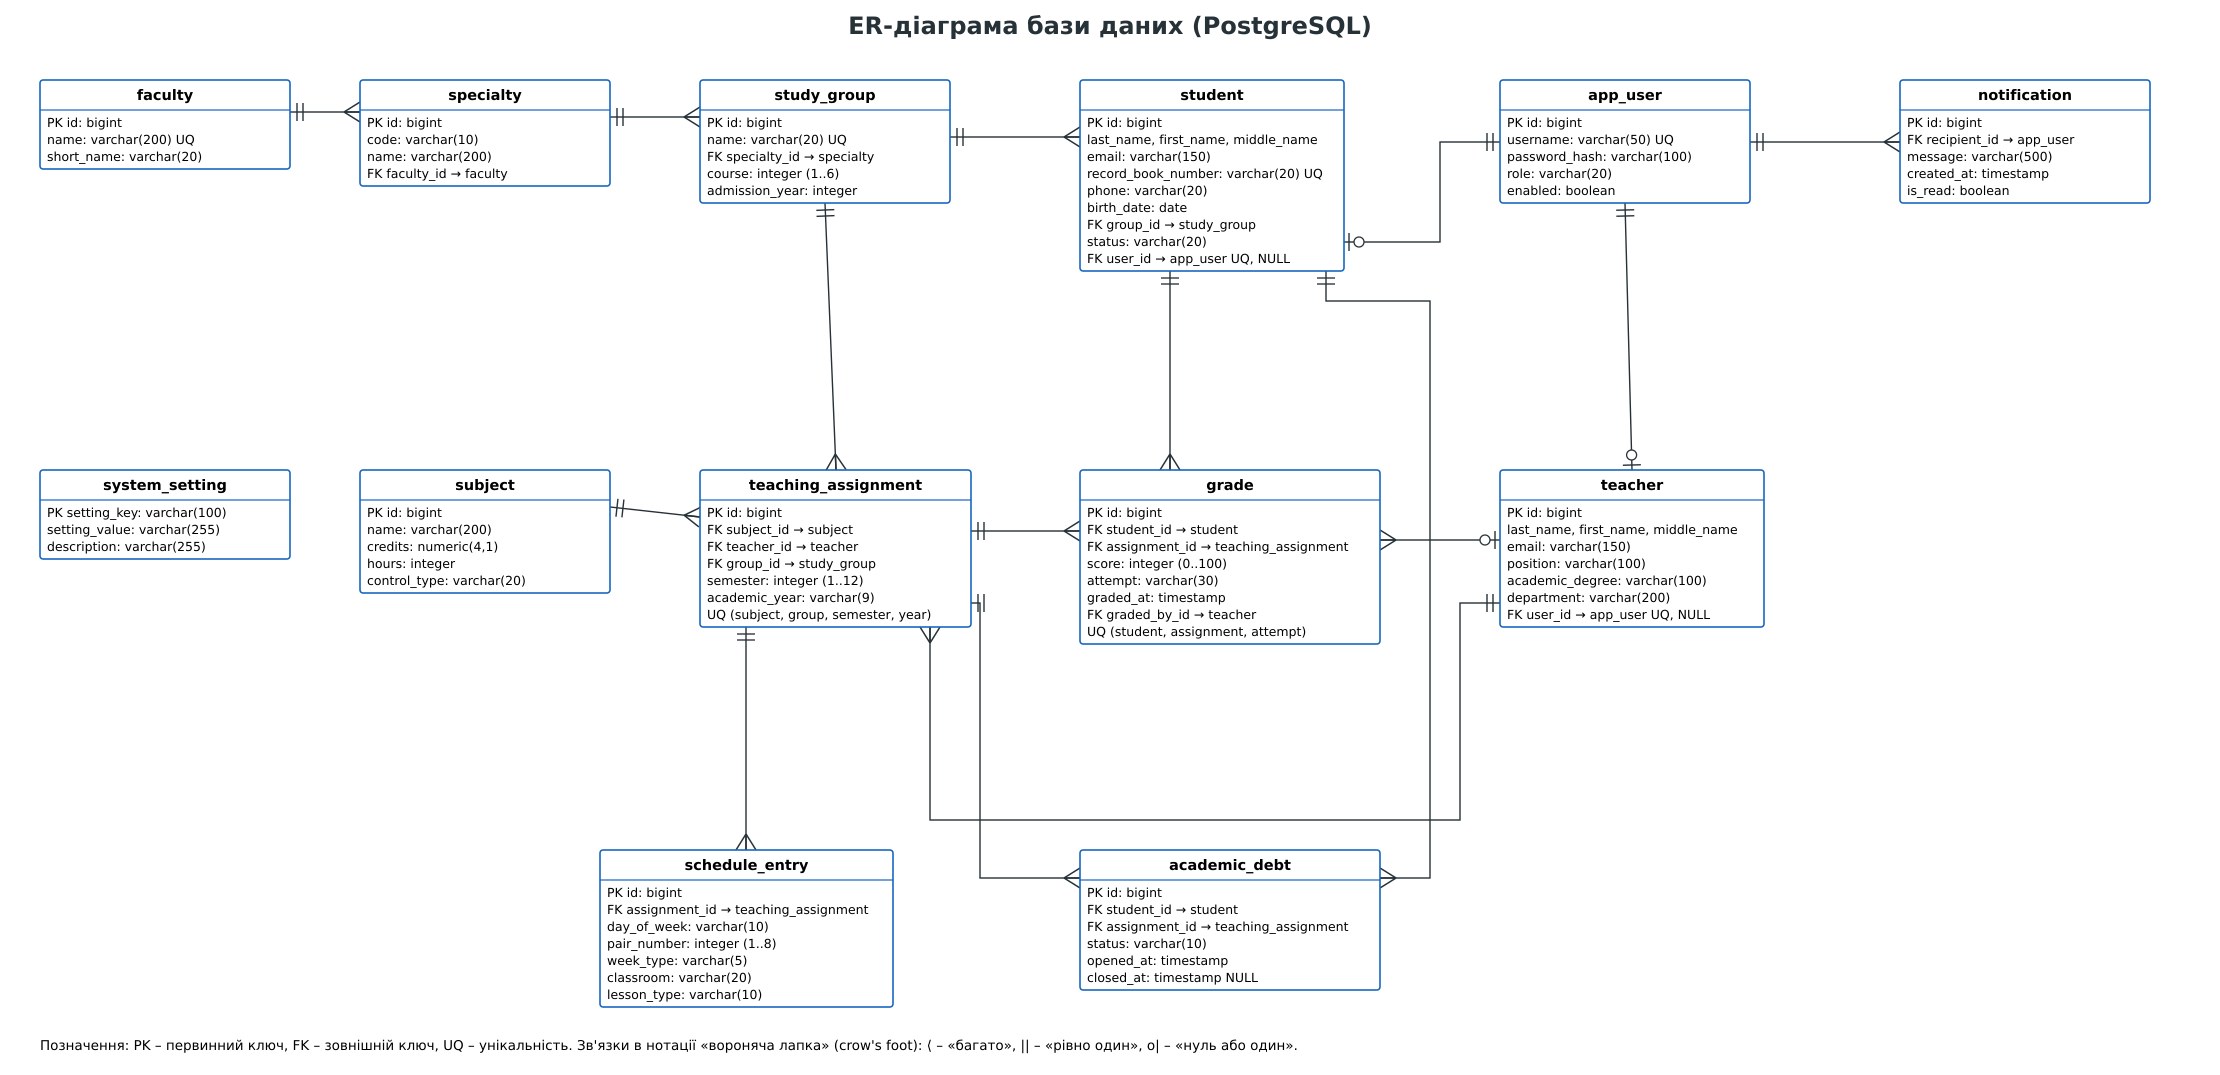 ER-діаграма бази даних (PostgreSQL)
faculty
PK id: bigint
name: varchar(200) UQ
short_name: varchar(20)
specialty
PK id: bigint
code: varchar(10)
name: varchar(200)
FK faculty_id → faculty
study_group
PK id: bigint
name: varchar(20) UQ
FK specialty_id → specialty
course: integer (1..6)
admission_year: integer
student
PK id: bigint
last_name, first_name, middle_name
email: varchar(150)
record_book_number: varchar(20) UQ
phone: varchar(20)
birth_date: date
FK group_id → study_group
status: varchar(20)
FK user_id → app_user UQ, NULL
app_user
PK id: bigint
username: varchar(50) UQ
password_hash: varchar(100)
role: varchar(20)
enabled: boolean
notification
PK id: bigint
FK recipient_id → app_user
message: varchar(500)
created_at: timestamp
is_read: boolean
system_setting
PK setting_key: varchar(100)
setting_value: varchar(255)
description: varchar(255)
subject
PK id: bigint
name: varchar(200)
credits: numeric(4,1)
hours: integer
control_type: varchar(20)
teaching_assignment
PK id: bigint
FK subject_id → subject
FK teacher_id → teacher
FK group_id → study_group
semester: integer (1..12)
academic_year: varchar(9)
UQ (subject, group, semester, year)
grade
PK id: bigint
FK student_id → student
FK assignment_id → teaching_assignment
score: integer (0..100)
attempt: varchar(30)
graded_at: timestamp
FK graded_by_id → teacher
UQ (student, assignment, attempt)
teacher
PK id: bigint
last_name, first_name, middle_name
email: varchar(150)
position: varchar(100)
academic_degree: varchar(100)
department: varchar(200)
FK user_id → app_user UQ, NULL
schedule_entry
PK id: bigint
FK assignment_id → teaching_assignment
day_of_week: varchar(10)
pair_number: integer (1..8)
week_type: varchar(5)
classroom: varchar(20)
lesson_type: varchar(10)
academic_debt
PK id: bigint
FK student_id → student
FK assignment_id → teaching_assignment
status: varchar(10)
opened_at: timestamp
closed_at: timestamp NULL
Позначення: PK – первинний ключ, FK – зовнішній ключ, UQ – унікальність. Зв'язки в нотації «вороняча лапка» (crow's foot): ⟨ – «багато», || – «рівно один», o| – «нуль або один».